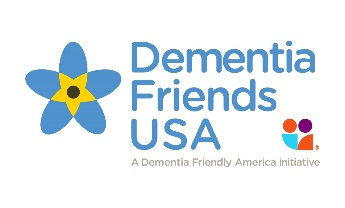 Dementia
Friends
USA
A Dementia Friendly America initiative